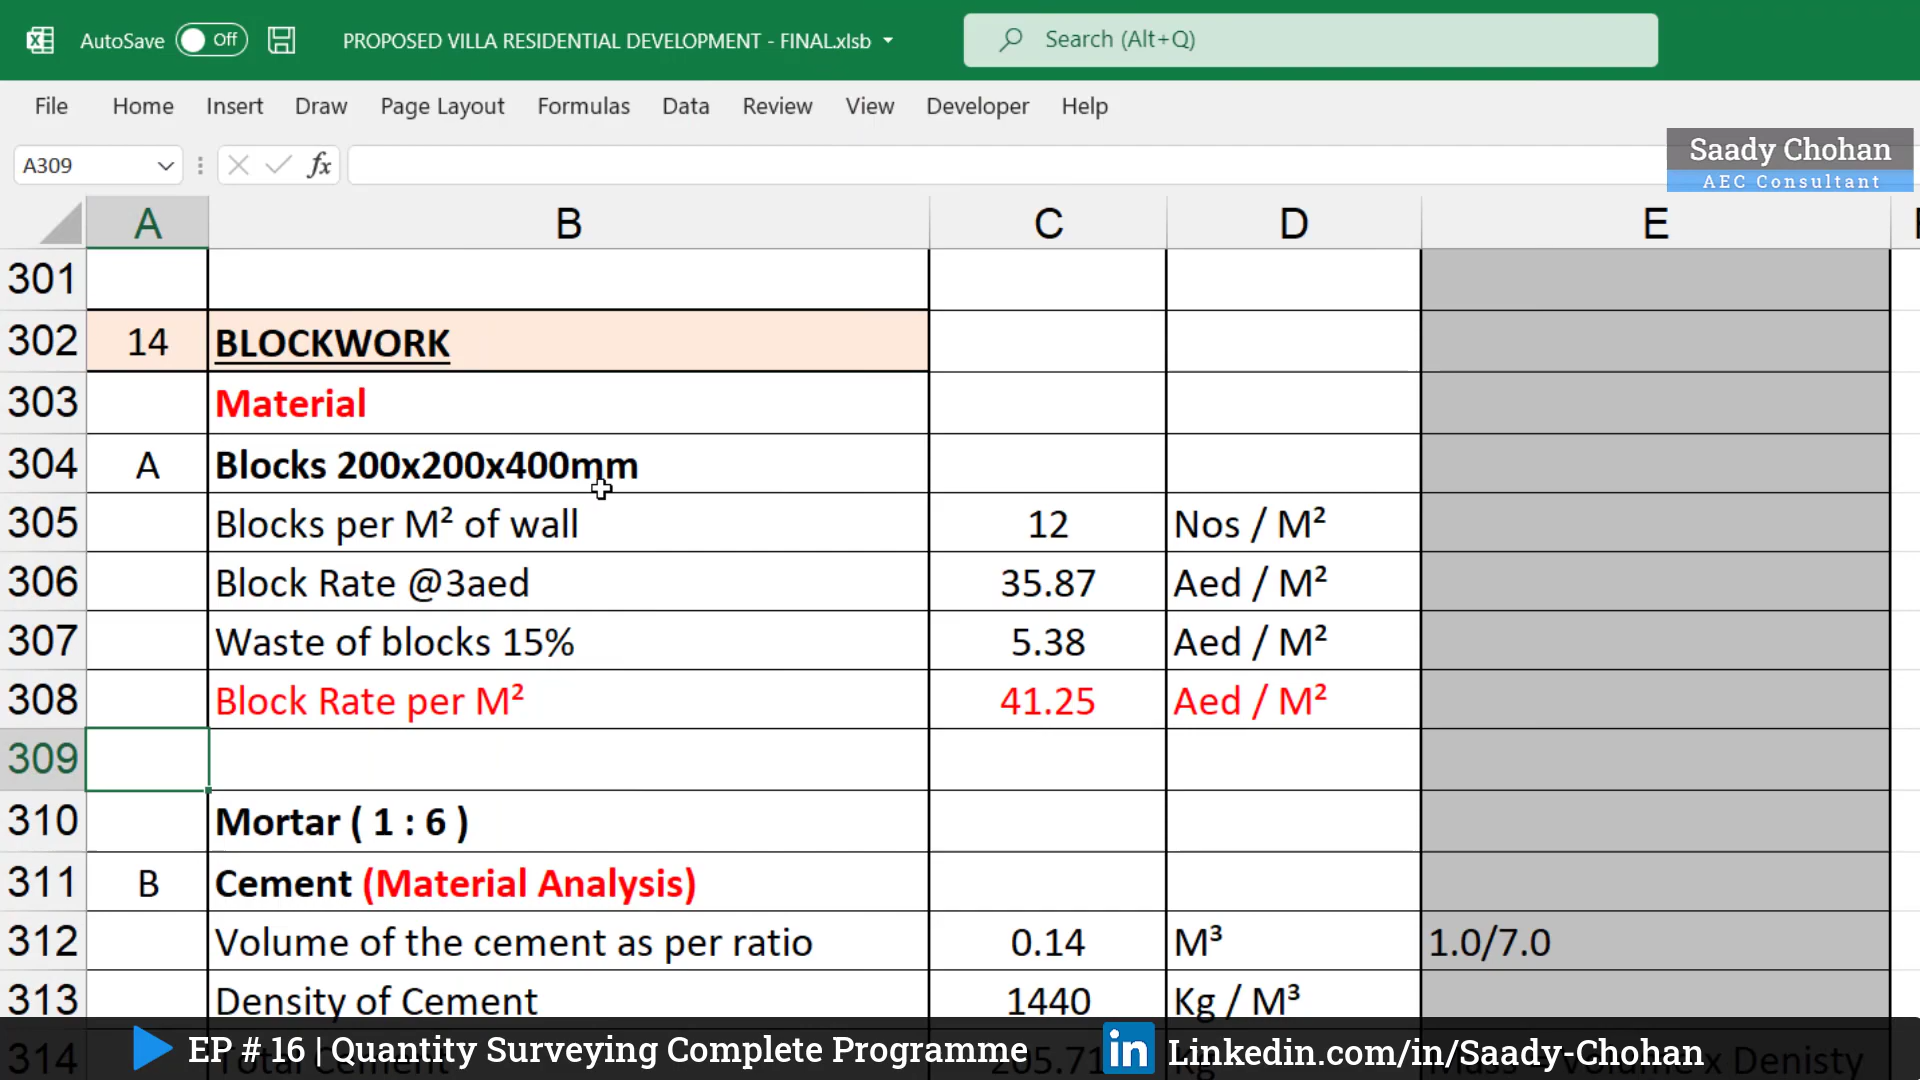 AutoSave Off PROPOSED VILLA RESIDENTIAL DEVELOPMENT - FINAL.xlsb Search (Alt+Q)
File Home Insert Draw Page Layout Formulas Data Review View Developer Help
Saady Chohan
AEC Consultant
A309 fx
A B C D E
301
302 14 BLOCKWORK
303 Material
304 A Blocks 200x200x400mm
305 Blocks per M² of wall 12 Nos / M²
306 Block Rate @3aed 35.87 Aed / M²
307 Waste of blocks 15% 5.38 Aed / M²
308 Block Rate per M² 41.25 Aed / M²
309
310 Mortar ( 1 : 6 )
311 B Cement (Material Analysis)
312 Volume of the cement as per ratio 0.14 M³ 1.0/7.0
313 Density of Cement 1440 Kg / M³
314 Total Cement 205.71 Kg x Denisty
EP # 16 | Quantity Surveying Complete Programme in Linkedin.com/in/Saady-Chohan